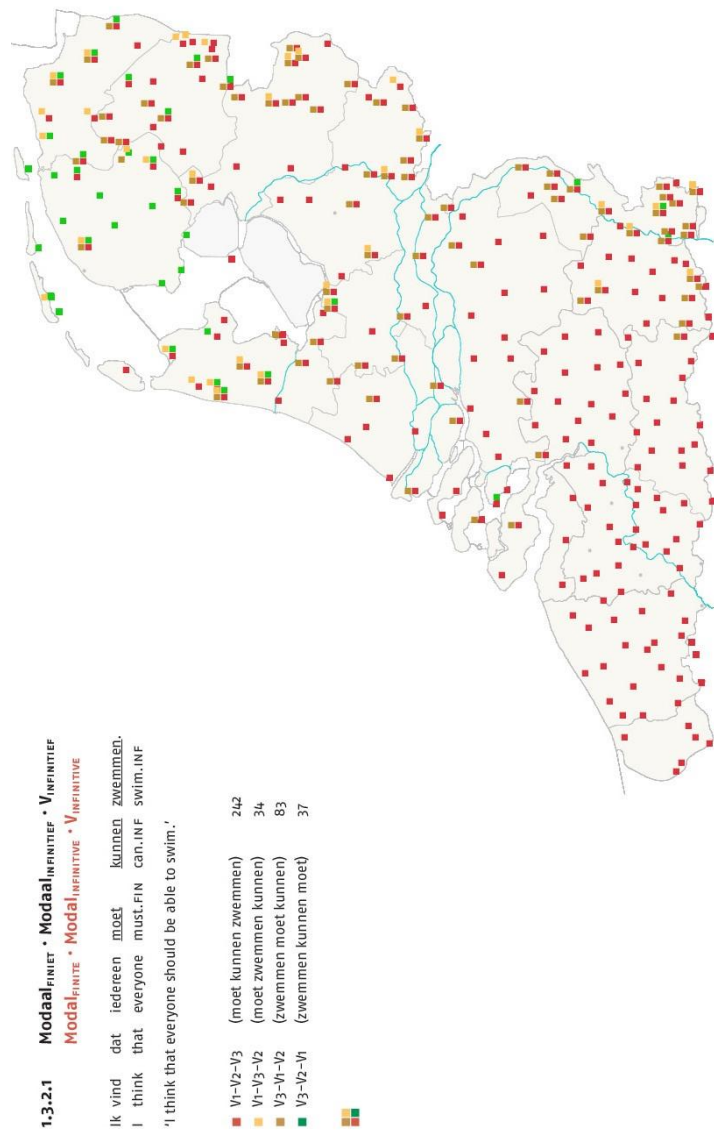 1.3.2.1 Modaal FINIET • Modaal INFINITIEF • V INFINITIEF
Modal FINITE • Modal INFINITIVE • V INFINITIVE
Ik vind dat iedereen moet kunnen zwemmen.
I think that everyone must.FIN can.INF swim.INF
'I think that everyone should be able to swim.'
V1-V2-V3 (moet kunnen zwemmen) 242
V1-V3-V2 (moet zwemmen kunnen) 34
V3-V1-V2 (zwemmen moet kunnen) 83
V3-V2-V1 (zwemmen kunnen moet) 37